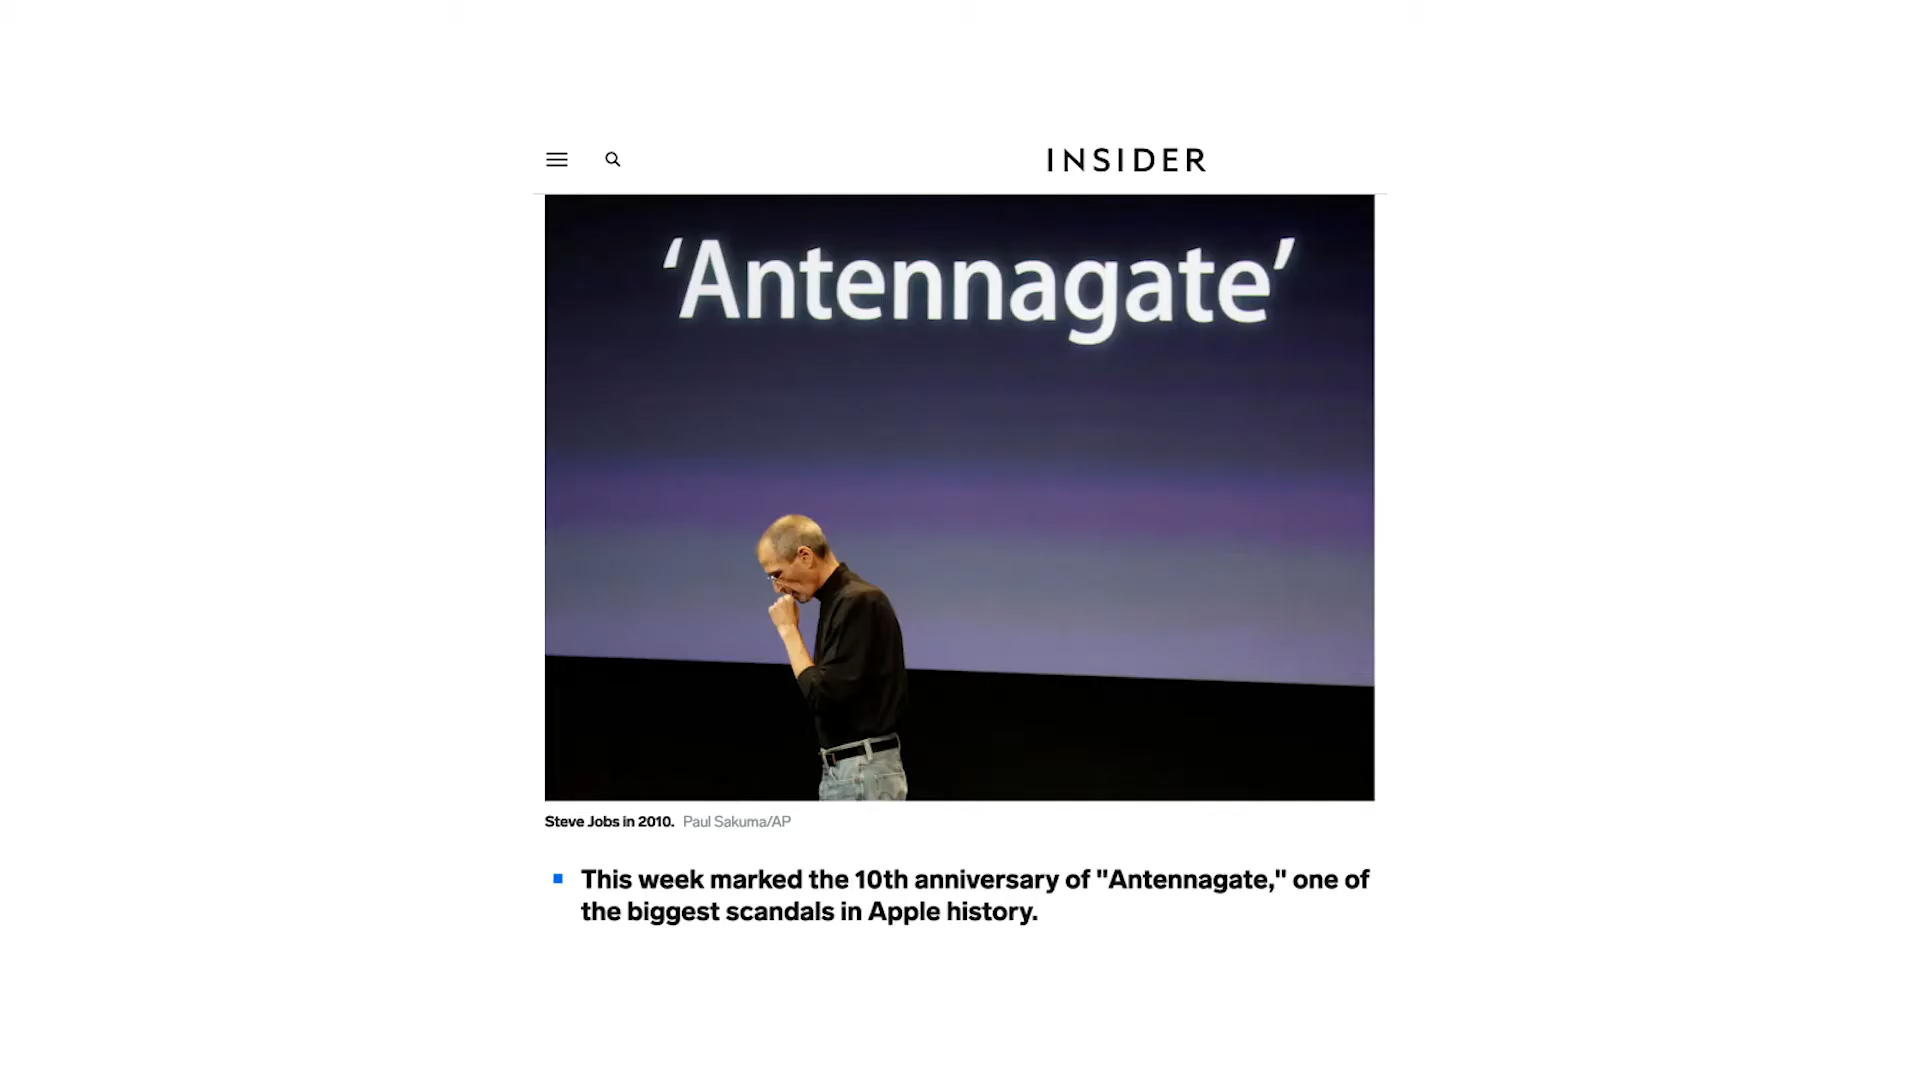 INSIDER
‘Antennagate’
Steve Jobs in 2010. Paul Sakuma/AP
This week marked the 10th anniversary of "Antennagate," one of
the biggest scandals in Apple history.